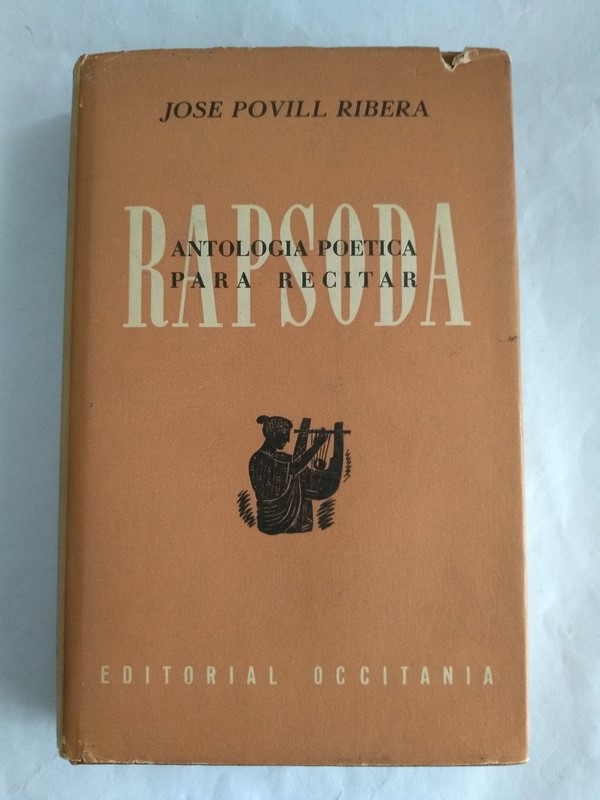 JOSE POVILL RIBERA
RAPSODA
ANTOLOGIA POETICA
PARA RECITAR
EDITORIAL OCCITANIA